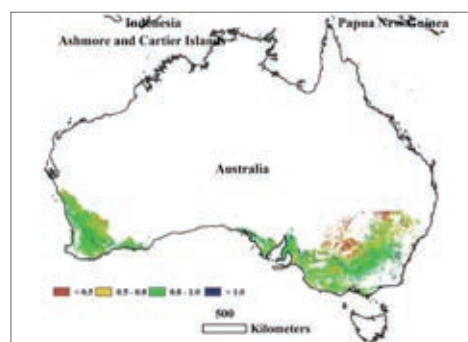 Indonesia
Papua New Guinea
Ashmore and Cartier Islands
Australia
< 0.5 0.5 - 0.8 0.8 - 1.0 > 1.0
500
Kilometers